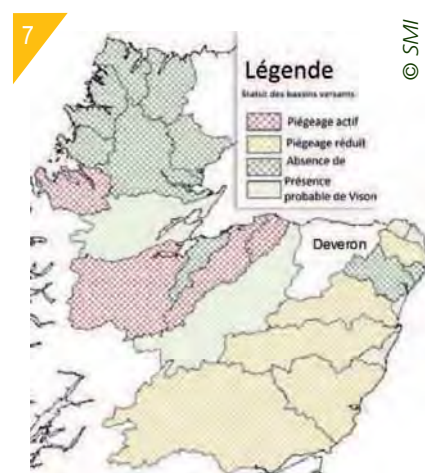 7
© SMI
Légende
Statut des bassins versants
Piégeage actif
Piégeage réduit
Absence de
Présence
probable de Vison
Deveron